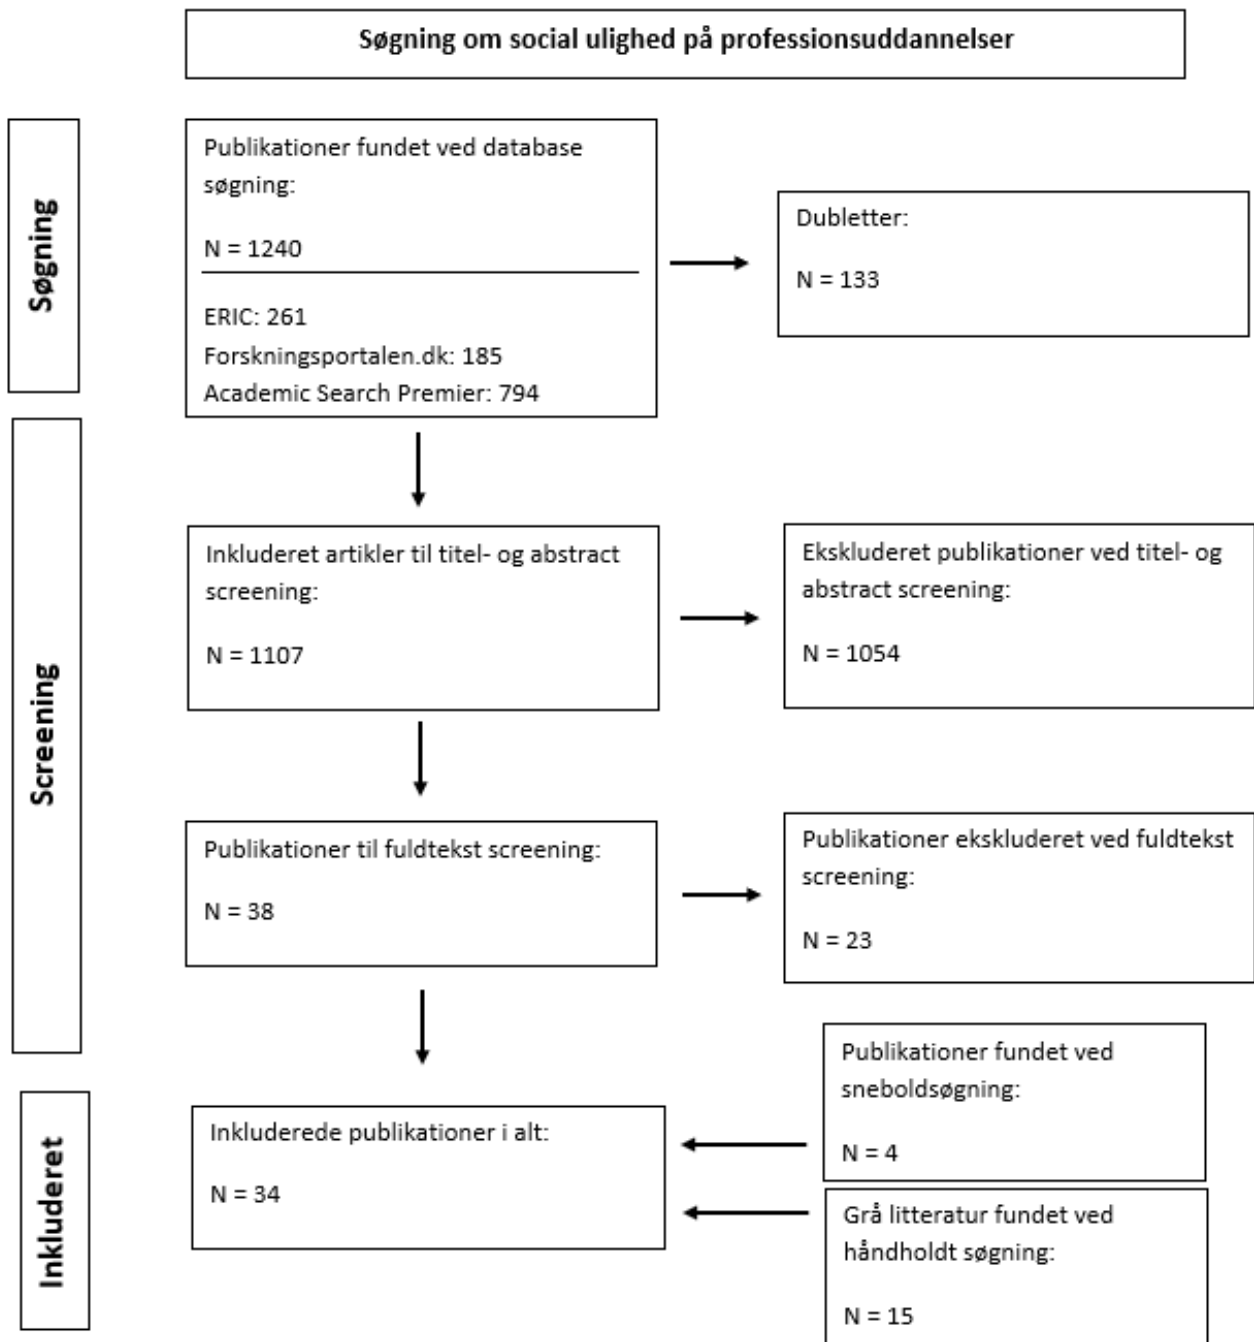 Søgning om social ulighed på professionsuddannelser
Søgning
Publikationer fundet ved database
søgning:
N = 1240
ERIC: 261
Forskningsportalen.dk: 185
Academic Search Premier: 794
Dubletter:
N = 133
Screening
Inkluderet artikler til titel- og abstract
screening:
N = 1107
Ekskluderet publikationer ved titel- og
abstract screening:
N = 1054
Publikationer til fuldtekst screening:
N = 38
Publikationer ekskluderet ved fuldtekst
screening:
N = 23
Inkluderet
Inkluderede publikationer i alt:
N = 34
Publikationer fundet ved
sneboldsøgning:
N = 4
Grå litteratur fundet ved
håndholdt søgning:
N = 15